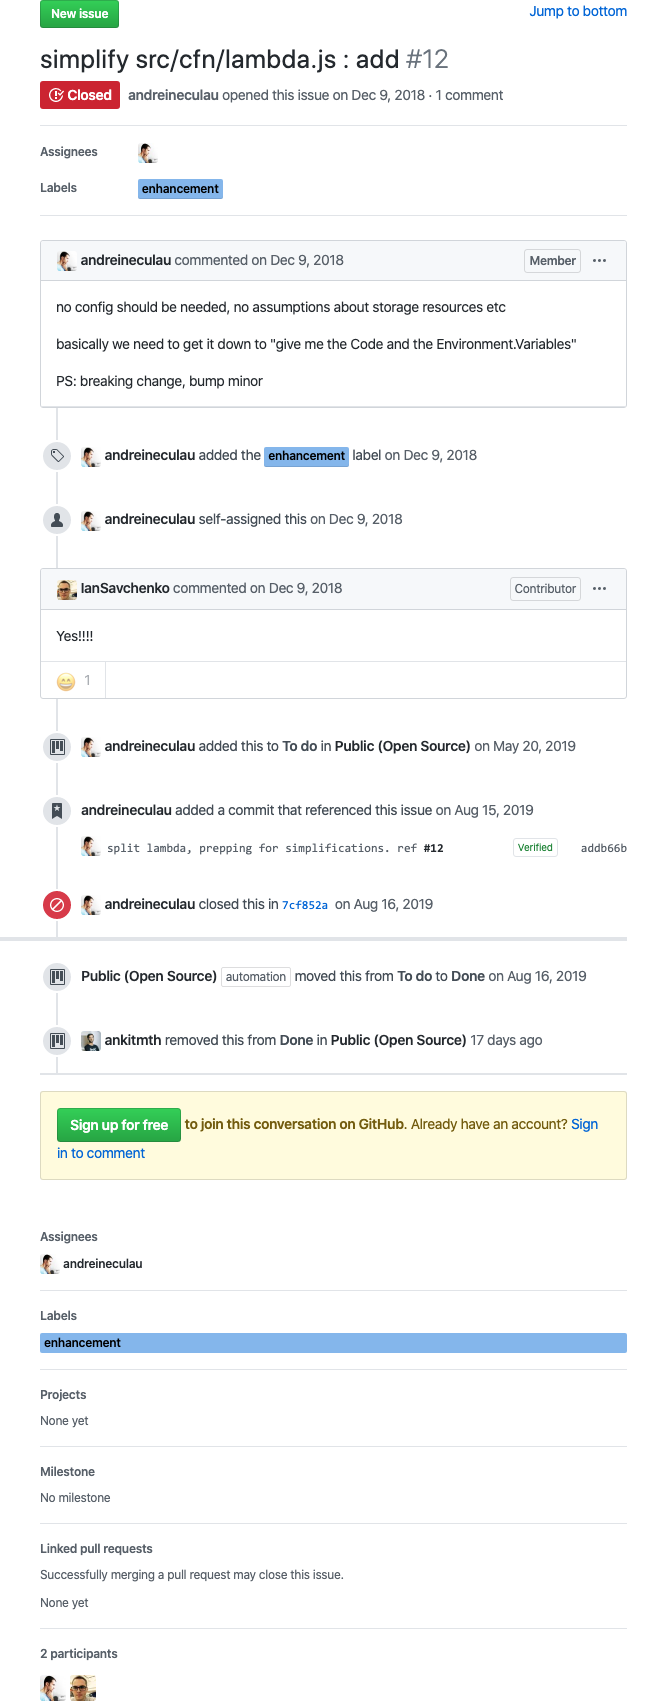 New issue
Jump to bottom
simplify src/cfn/lambda.js : add #12
Closed andreineculau opened this issue on Dec 9, 2018 · 1 comment
Assignees
Labels enhancement
andreineculau commented on Dec 9, 2018 Member
no config should be needed, no assumptions about storage resources etc
basically we need to get it down to "give me the Code and the Environment.Variables"
PS: breaking change, bump minor
andreineculau added the enhancement label on Dec 9, 2018
andreineculau self-assigned this on Dec 9, 2018
IanSavchenko commented on Dec 9, 2018 Contributor
Yes!!!!
1
andreineculau added this to To do in Public (Open Source) on May 20, 2019
andreineculau added a commit that referenced this issue on Aug 15, 2019
split lambda, prepping for simplifications. ref #12 Verified addb66b
andreineculau closed this in 7cf852a on Aug 16, 2019
Public (Open Source) automation moved this from To do to Done on Aug 16, 2019
ankitmth removed this from Done in Public (Open Source) 17 days ago
Sign up for free to join this conversation on GitHub. Already have an account? Sign
in to comment
Assignees
andreineculau
Labels
enhancement
Projects
None yet
Milestone
No milestone
Linked pull requests
Successfully merging a pull request may close this issue.
None yet
2 participants